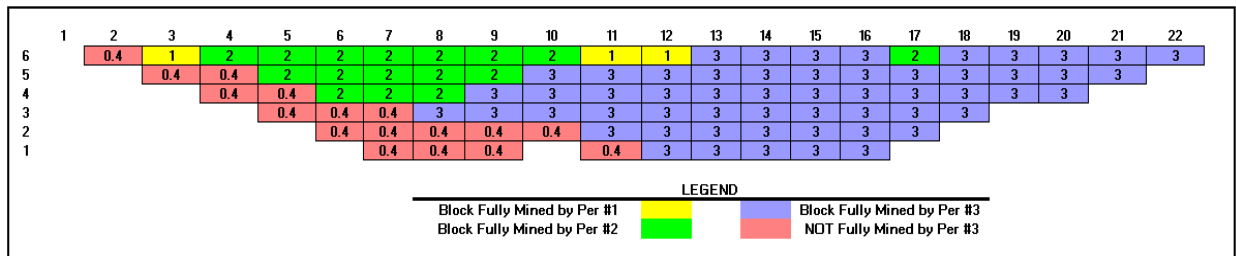 1 2 3 4 5 6 7 8 9 10 11 12 13 14 15 16 17 18 19 20 21 22
6 0.4 1 2 2 2 2 2 2 2 1 1 3 3 3 3 2 3 3 3 3 3
5 0.4 0.4 2 2 2 2 2 3 3 3 3 3 3 3 3 3 3 3 3
4 0.4 0.4 2 2 2 3 3 3 3 3 3 3 3 3 3 3 3
3 0.4 0.4 0.4 3 3 3 3 3 3 3 3 3 3 3
2 0.4 0.4 0.4 0.4 0.4 3 3 3 3 3 3 3
1 0.4 0.4 0.4 0.4 3 3 3 3 3
LEGEND
Block Fully Mined by Per #1 Block Fully Mined by Per #3
Block Fully Mined by Per #2 NOT Fully Mined by Per #3